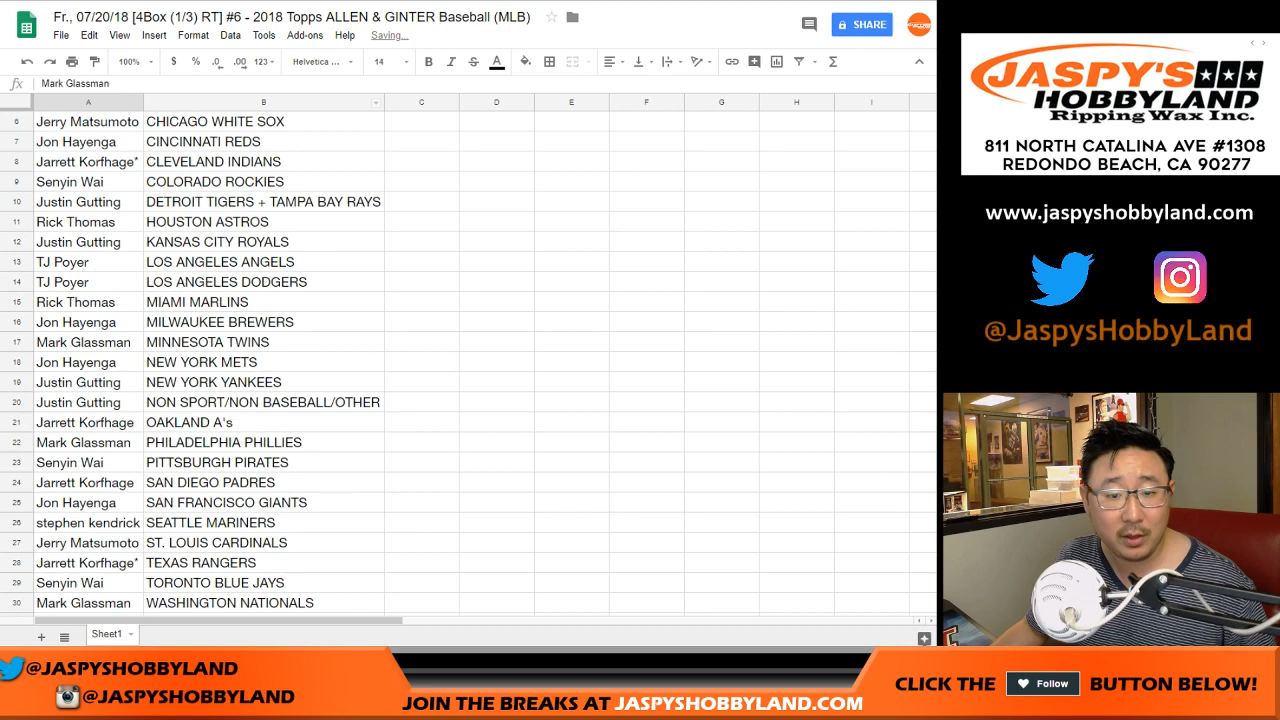 Fr., 07/20/18 [4Box (1/3) RT] #6 - 2018 Topps ALLEN & GINTER Baseball (MLB)
File Edit View Insert Format Data Tools Add-ons Help Saving...
SHARE
100% $ % .0 .00 123 Helvetica ... 14 B I S A
fx Mark Glassman
A B C D E F G H I
6 Jerry Matsumoto CHICAGO WHITE SOX
7 Jon Hayenga CINCINNATI REDS
8 Jarrett Korfhage* CLEVELAND INDIANS
9 Senyin Wai COLORADO ROCKIES
10 Justin Gutting DETROIT TIGERS + TAMPA BAY RAYS
11 Rick Thomas HOUSTON ASTROS
12 Justin Gutting KANSAS CITY ROYALS
13 TJ Poyer LOS ANGELES ANGELS
14 TJ Poyer LOS ANGELES DODGERS
15 Rick Thomas MIAMI MARLINS
16 Jon Hayenga MILWAUKEE BREWERS
17 Mark Glassman MINNESOTA TWINS
18 Jon Hayenga NEW YORK METS
19 Justin Gutting NEW YORK YANKEES
20 Justin Gutting NON SPORT/NON BASEBALL/OTHER
21 Jarrett Korfhage OAKLAND A's
22 Mark Glassman PHILADELPHIA PHILLIES
23 Senyin Wai PITTSBURGH PIRATES
24 Jarrett Korfhage SAN DIEGO PADRES
25 Jon Hayenga SAN FRANCISCO GIANTS
26 stephen kendrick SEATTLE MARINERS
27 Jerry Matsumoto ST. LOUIS CARDINALS
28 Jarrett Korfhage* TEXAS RANGERS
29 Senyin Wai TORONTO BLUE JAYS
30 Mark Glassman WASHINGTON NATIONALS
Sheet1
JASPY'S
HOBBYLAND
Ripping Wax Inc.
811 NORTH CATALINA AVE #1308
REDONDO BEACH, CA 90277
www.jaspyshobbyland.com
@JaspysHobbyLand
@JASPYSHOBBYLAND
@JASPYSHOBBYLAND
JOIN THE BREAKS AT JASPYSHOBBYLAND.COM
CLICK THE Follow BUTTON BELOW!